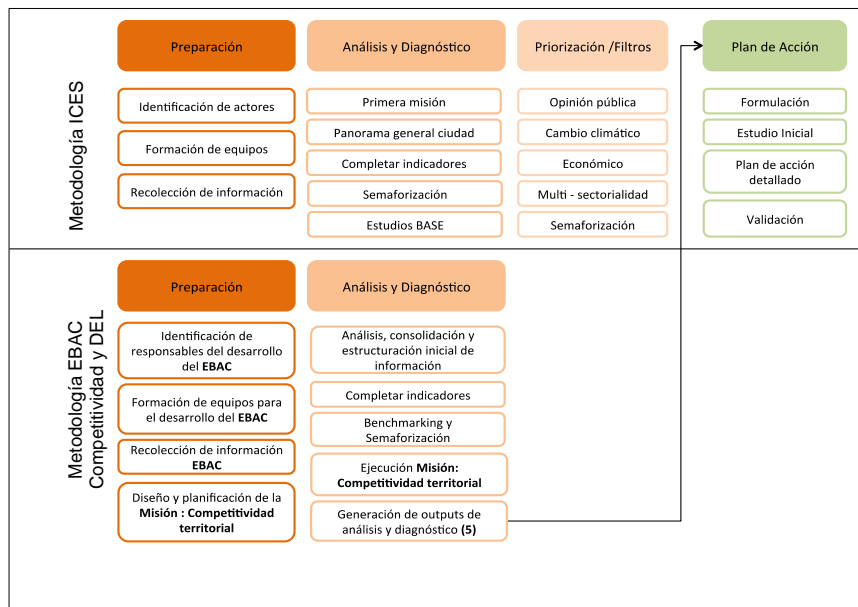 Metodología ICES
Preparación
Identificación de actores
Formación de equipos
Recolección de información
Análisis y Diagnóstico
Primera misión
Panorama general ciudad
Completar indicadores
Semaforización
Estudios BASE
Priorización /Filtros
Opinión pública
Cambio climático
Económico
Multi - sectorialidad
Semaforización
Plan de Acción
Formulación
Estudio Inicial
Plan de acción
detallado
Validación
Metodología EBAC
Competitividad y DEL
Preparación
Identificación de
responsables del desarrollo
del EBAC
Formación de equipos para
el desarrollo del EBAC
Recolección de información
EBAC
Diseño y planificación de la
Misión : Competitividad
territorial
Análisis y Diagnóstico
Análisis, consolidación y
estructuración inicial de
información
Completar indicadores
Benchmarking y
Semaforización
Ejecución Misión:
Competitividad territorial
Generación de outputs de
análisis y diagnóstico (5)